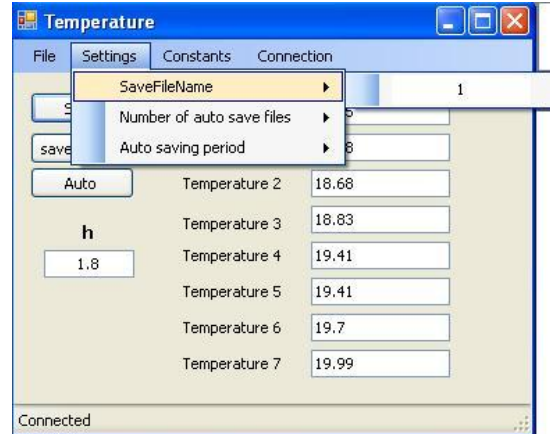 Temperature
File Settings Constants Connection
SaveFileName 1
Number of auto save files
save 8
Auto saving period
Auto Temperature 2 18.68
h Temperature 3 18.83
1.8 Temperature 4 19.41
Temperature 5 19.41
Temperature 6 19.7
Temperature 7 19.99
Connected